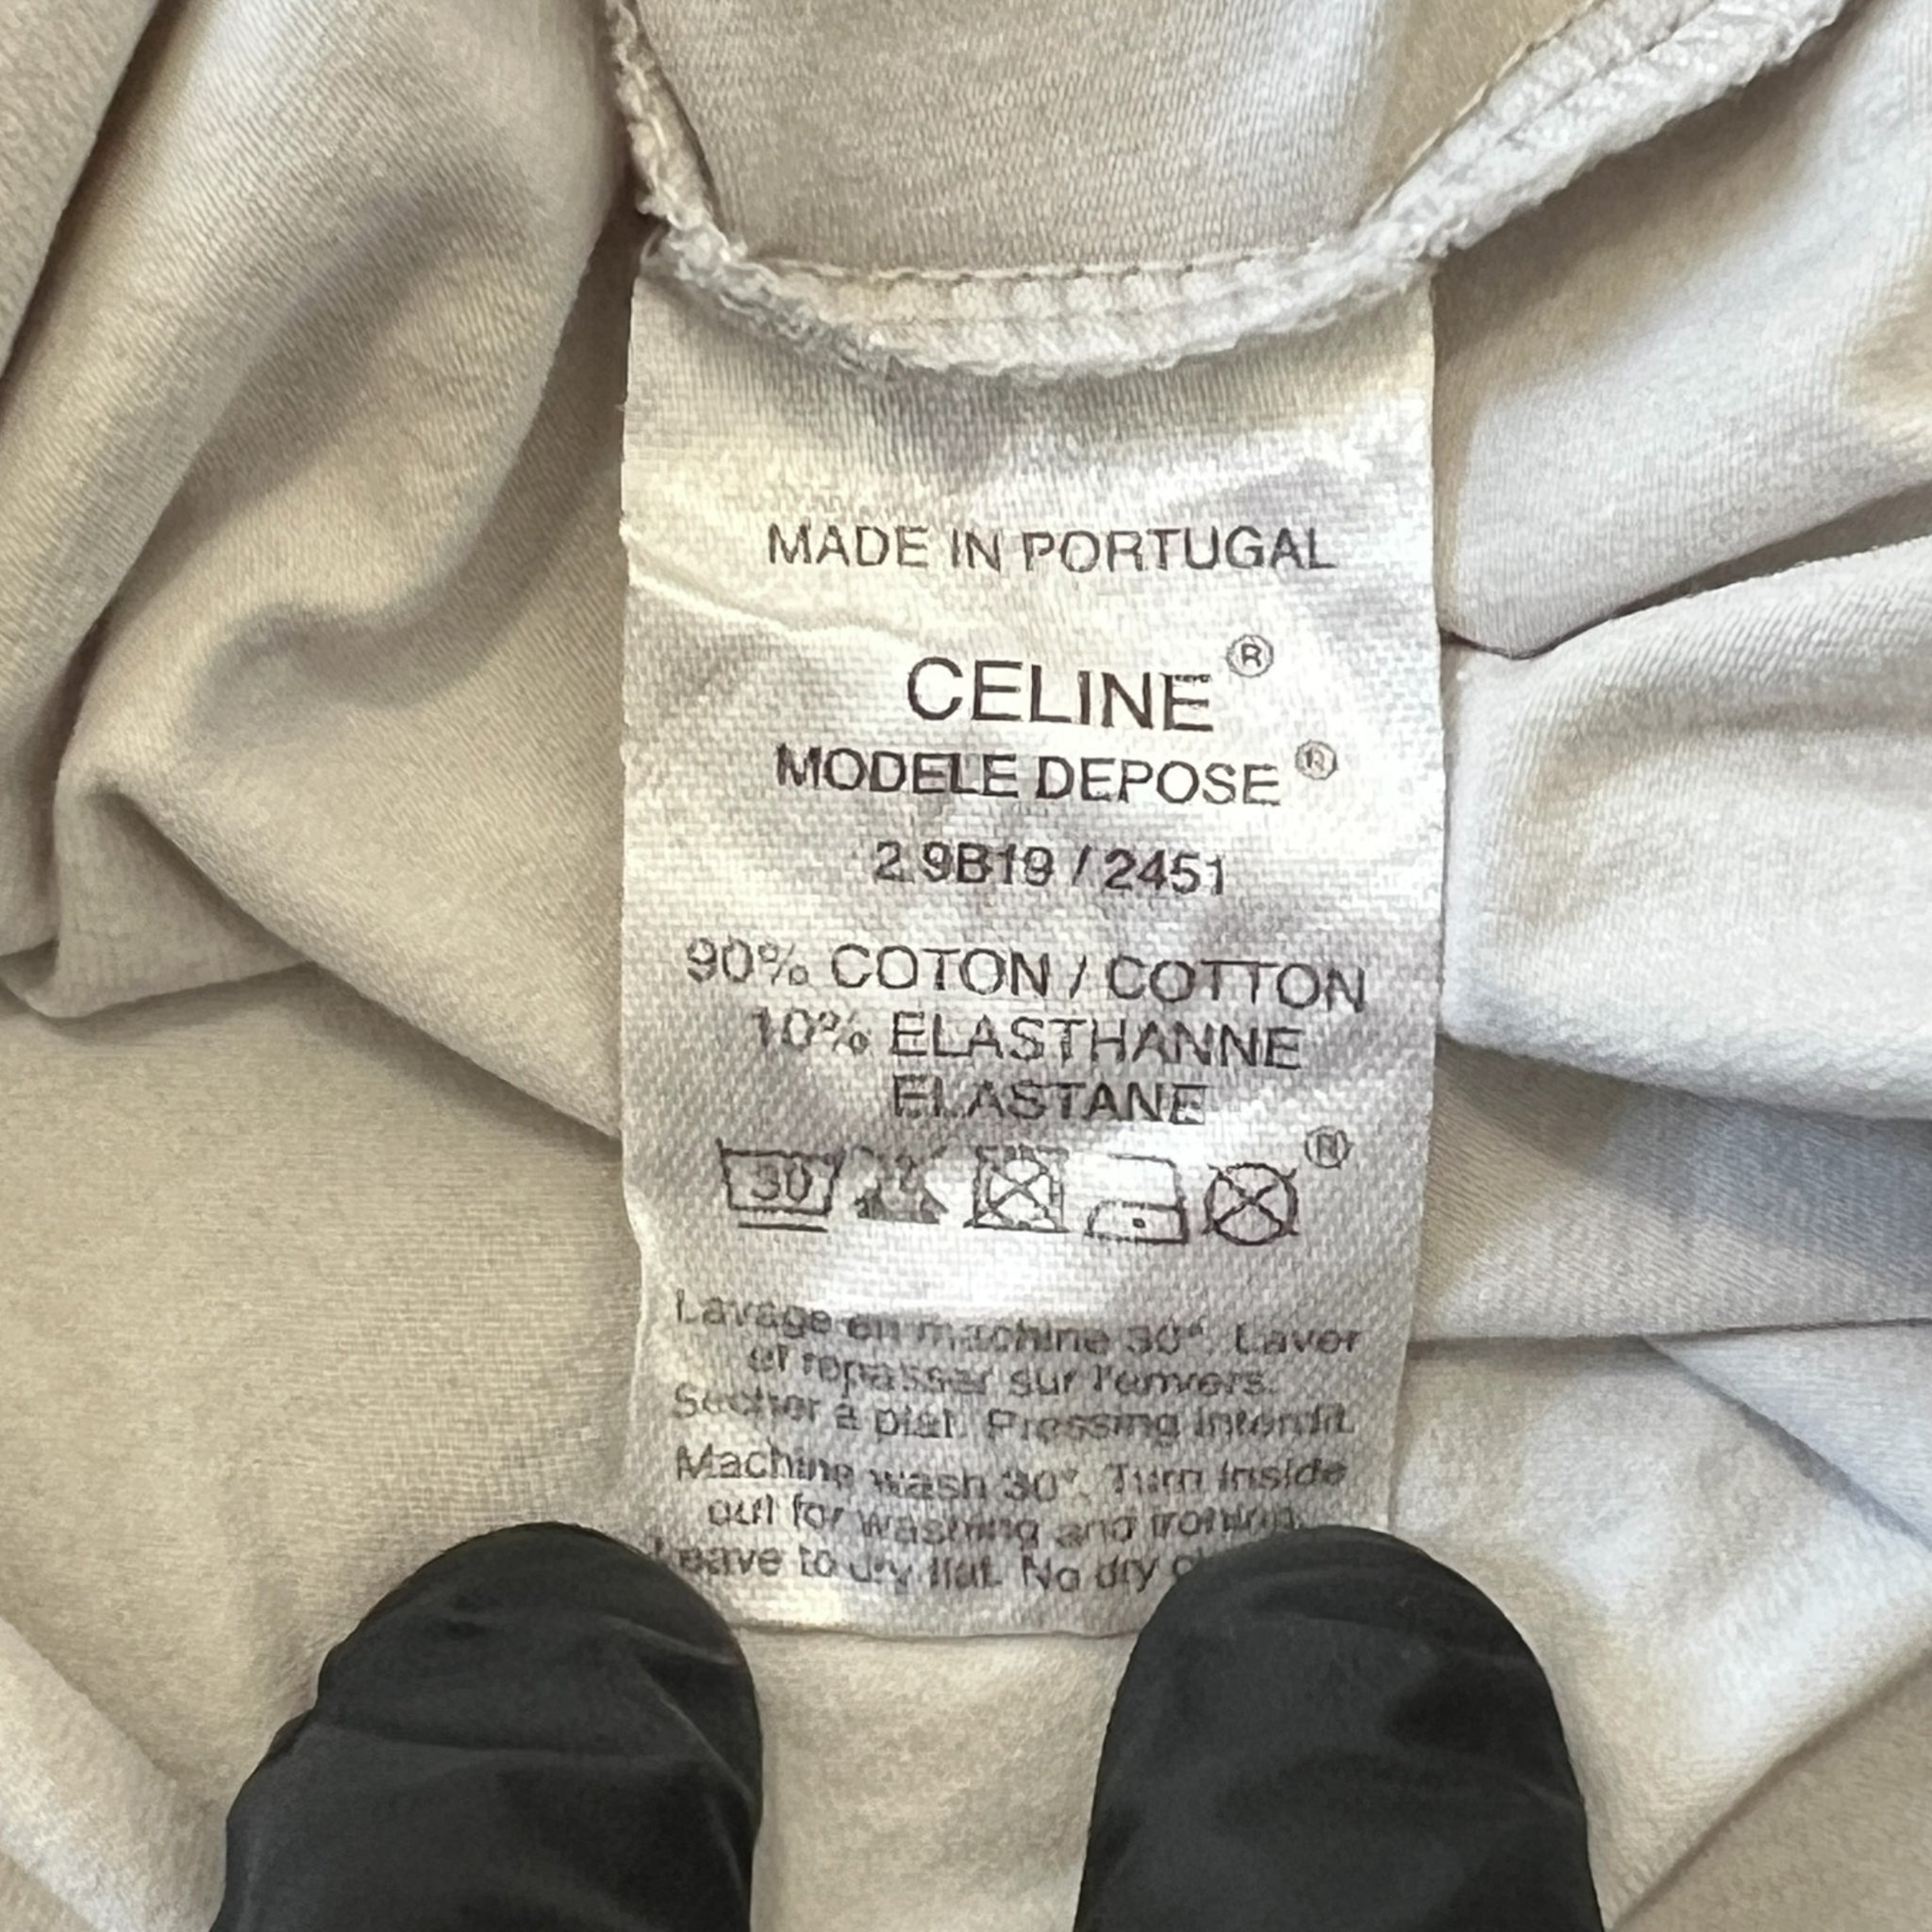 MADE IN PORTUGAL
CELINE ®
MODELE DEPOSE ®
2 9B19 / 2451
90% COTON / COTTON
10% ELASTHANNE
ELASTANE
30
®
Lavage en machine 30°. Laver
et repasser sur l'envers.
Secher à plat. Pressing interdit.
Machine wash 30°. Turn inside
out for washing and ironing.
Leave to dry flat. No dry